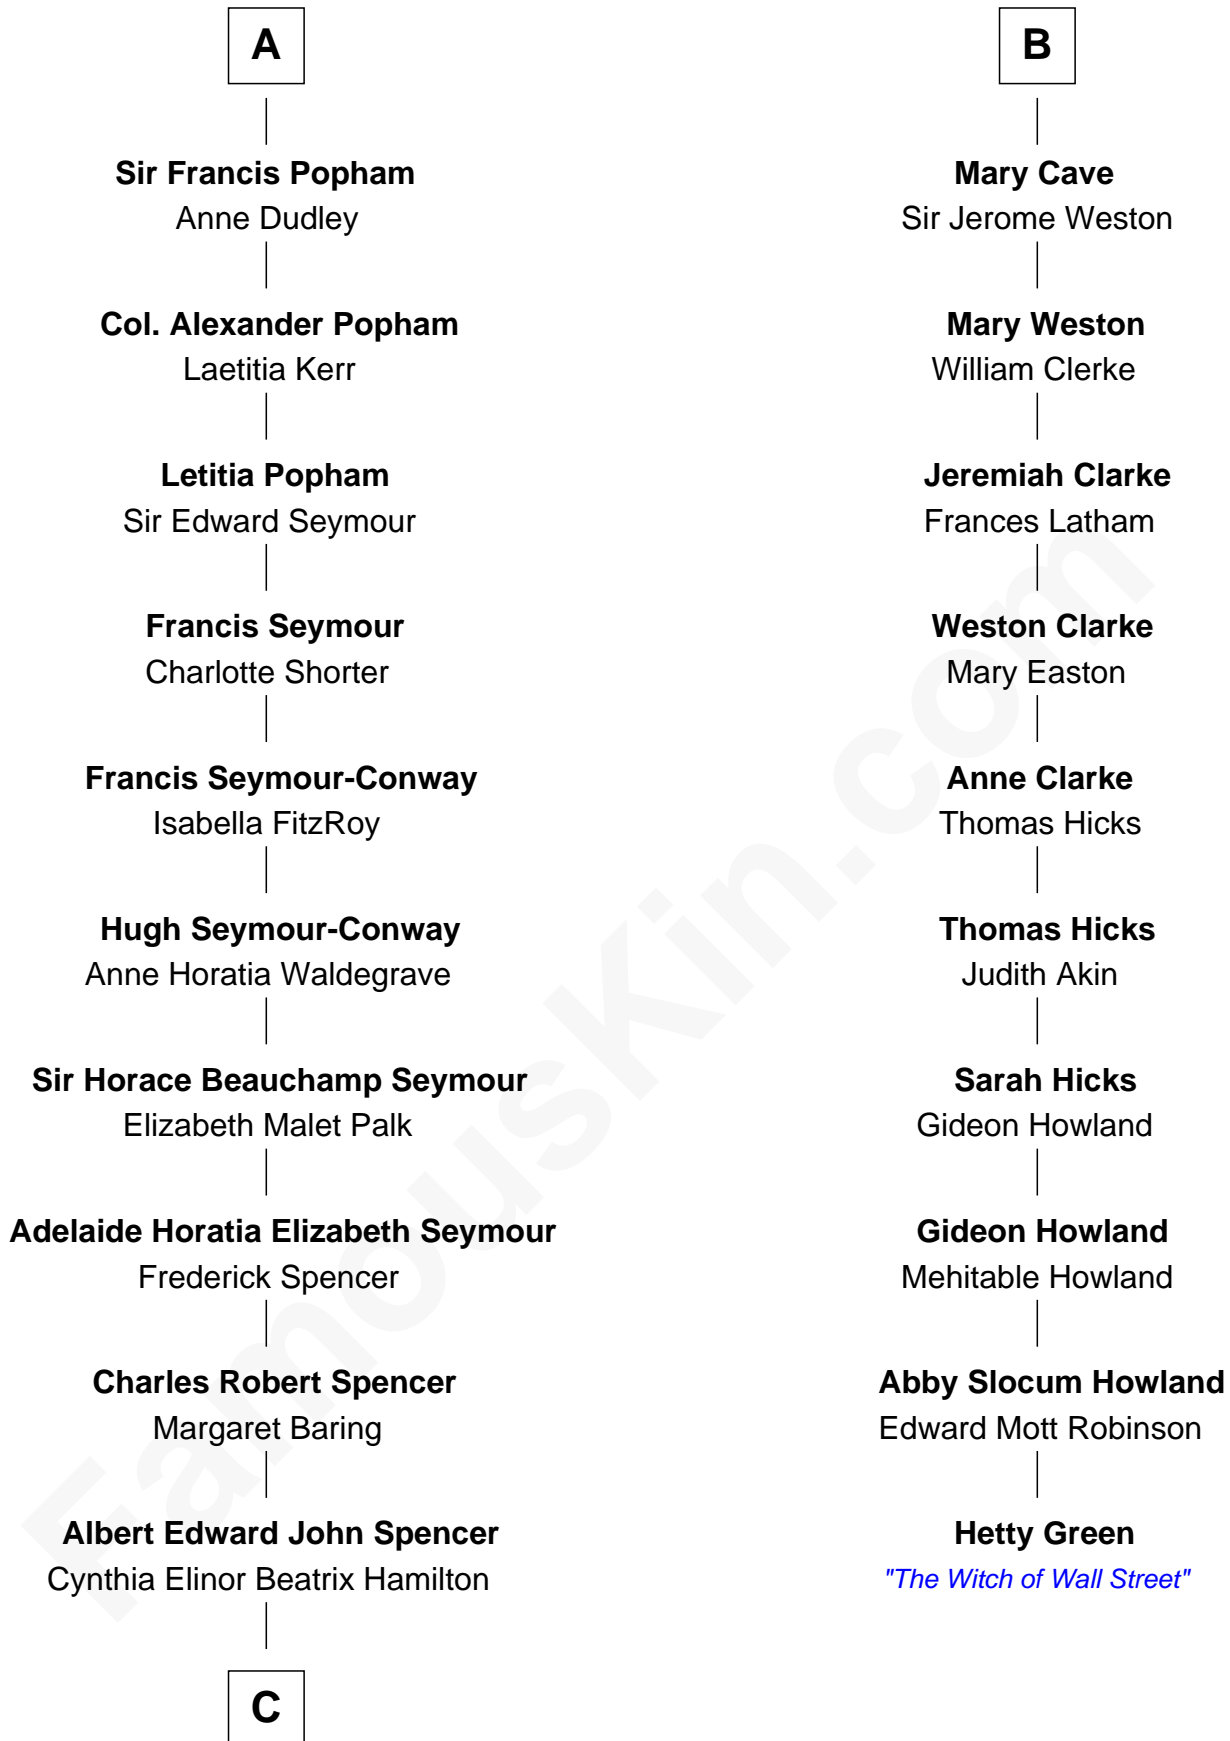 A
Sir Francis Popham
Anne Dudley
Col. Alexander Popham
Laetitia Kerr
Letitia Popham
Sir Edward Seymour
Francis Seymour
Charlotte Shorter
Francis Seymour-Conway
Isabella FitzRoy
Hugh Seymour-Conway
Anne Horatia Waldegrave
Sir Horace Beauchamp Seymour
Elizabeth Malet Palk
Adelaide Horatia Elizabeth Seymour
Frederick Spencer
Charles Robert Spencer
Margaret Baring
Albert Edward John Spencer
Cynthia Elinor Beatrix Hamilton
C
B
Mary Cave
Sir Jerome Weston
Mary Weston
William Clerke
Jeremiah Clarke
Frances Latham
Weston Clarke
Mary Easton
Anne Clarke
Thomas Hicks
Thomas Hicks
Judith Akin
Sarah Hicks
Gideon Howland
Gideon Howland
Mehitable Howland
Abby Slocum Howland
Edward Mott Robinson
Hetty Green
"The Witch of Wall Street"
FamousKin.com